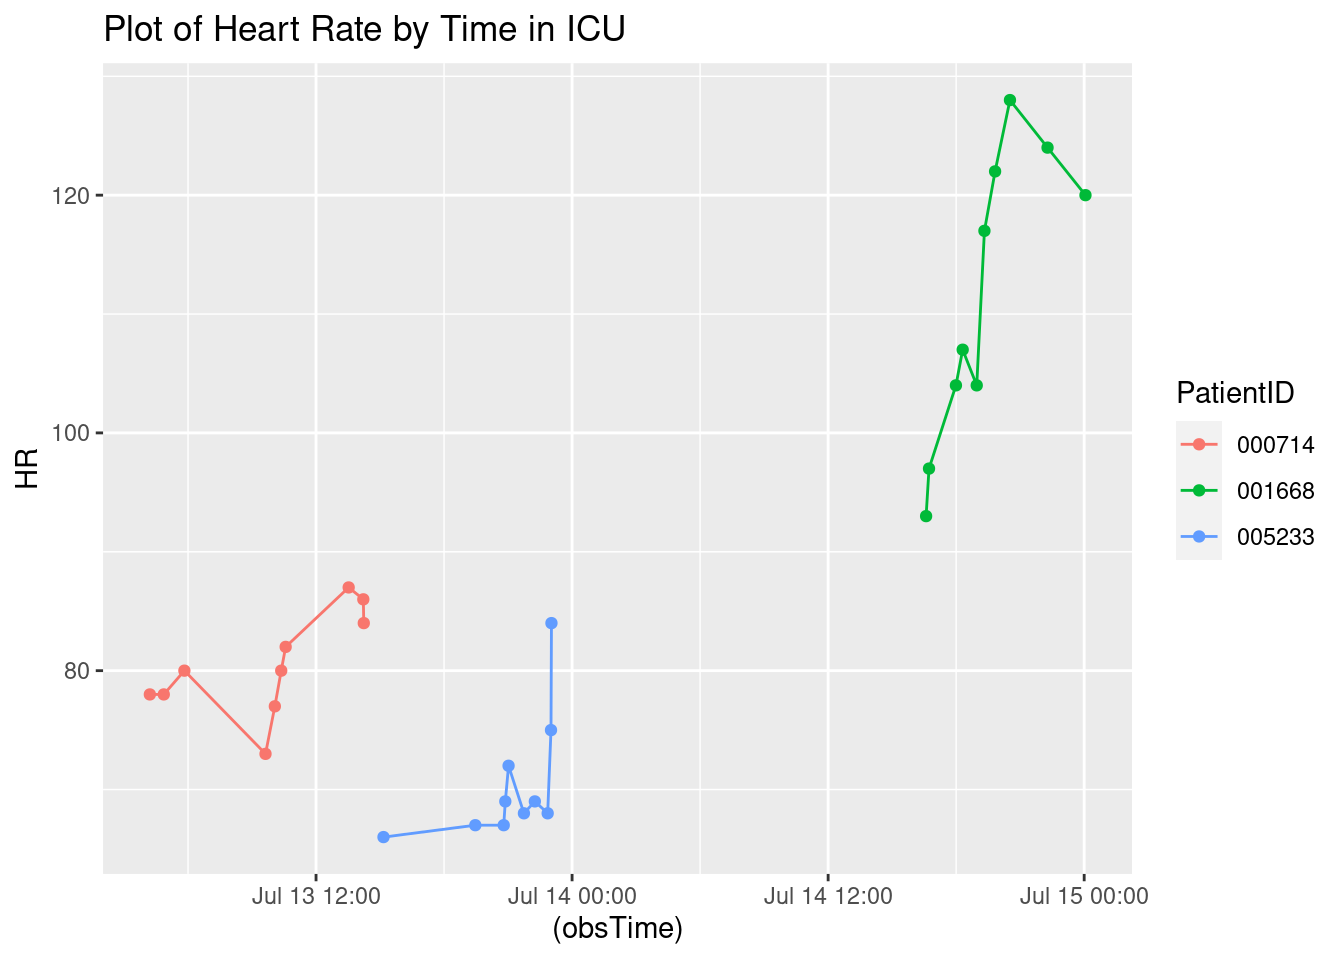 Plot of Heart Rate by Time in ICU
120
100
80
HR
Jul 13 12:00
Jul 14 00:00
Jul 14 12:00
Jul 15 00:00
(obsTime)
PatientID
000714
001668
005233